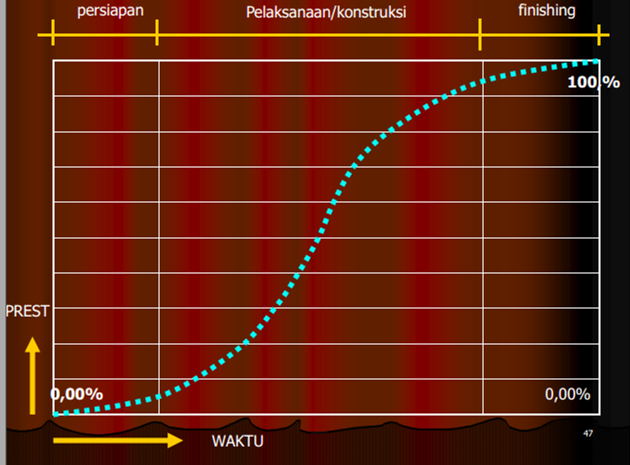 persiapan
Pelaksanaan/konstruksi
finishing
100,%
PREST
0,00%
0,00%
WAKTU
47